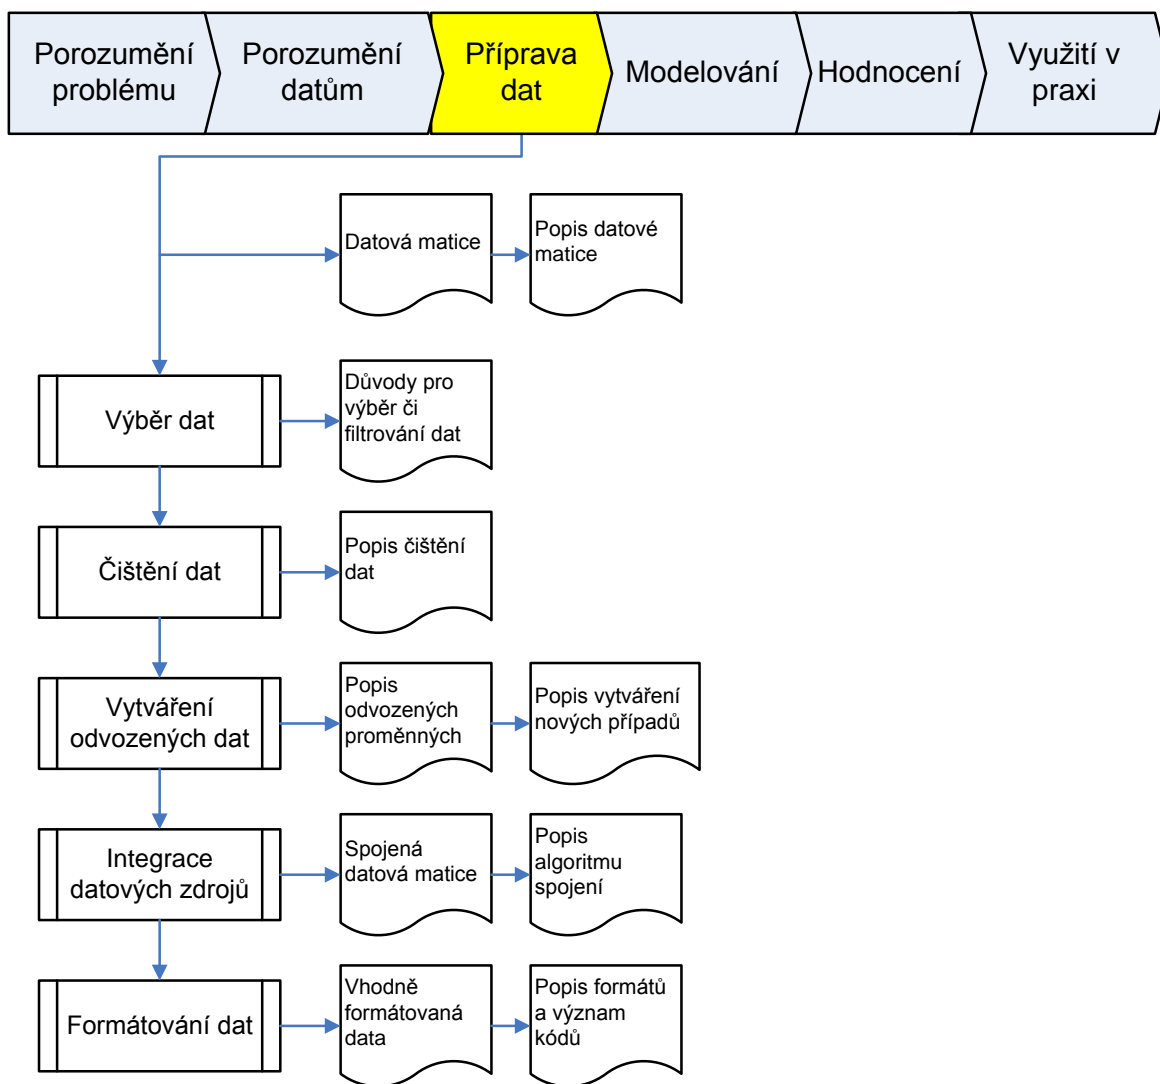 Porozumění
problému
Porozumění
datům
Příprava
dat
Modelování
Hodnocení
Využití v
praxi
Datová matice
Popis datové
matice
Výběr dat
Důvody pro
výběr či
filtrování dat
Čištění dat
Popis čištění
dat
Vytváření
odvozených dat
Popis
odvozených
proměnných
Popis vytváření
nových případů
Integrace
datových zdrojů
Spojená
datová matice
Popis
algoritmu
spojení
Formátování dat
Vhodně
formátovaná
data
Popis formátů
a význam
kódů